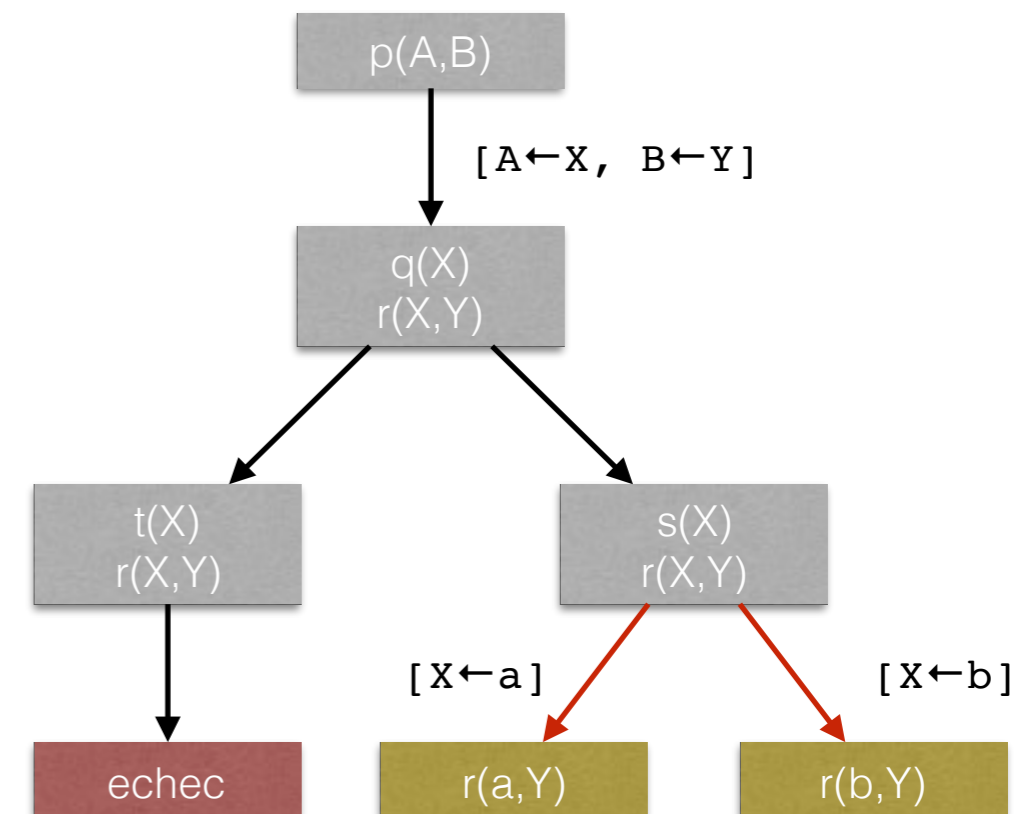 p(A,B)
[A←X, B←Y]
q(X)
r(X,Y)
t(X)
r(X,Y)
s(X)
r(X,Y)
[X←a]
[X←b]
echec
r(a,Y)
r(b,Y)